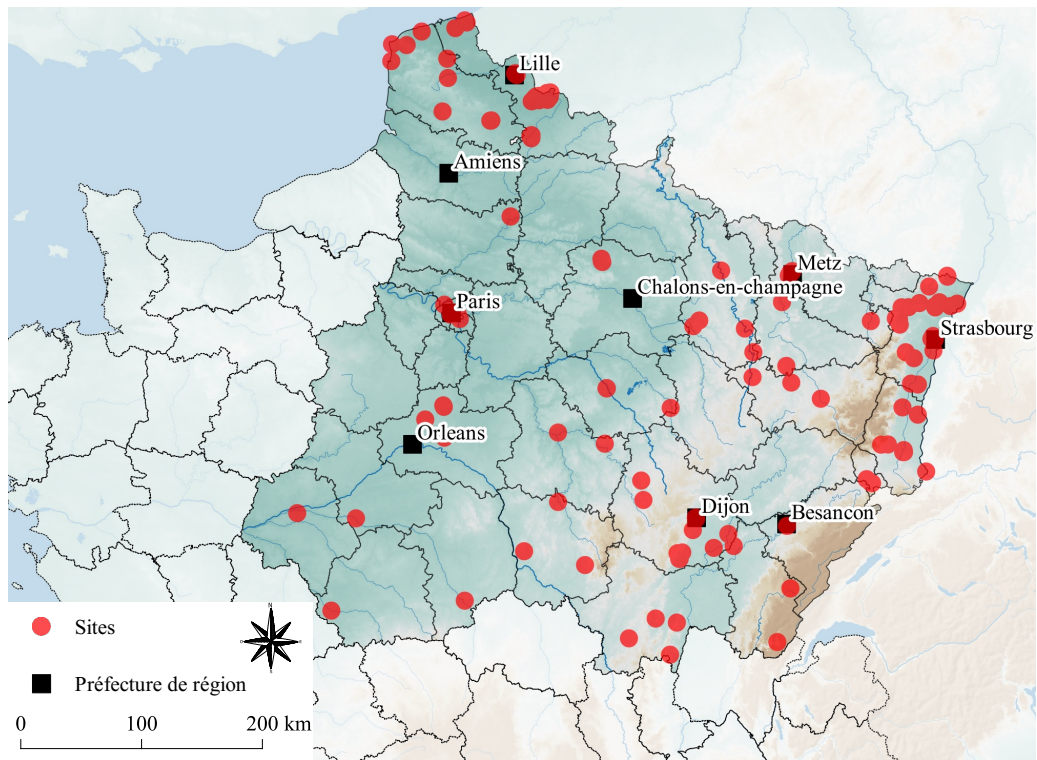 Lille
Amiens
Metz
Chalons-en-champagne
Paris
Strasbourg
Orleans
Dijon
Besancon
Sites
N
Préfecture de région
0 100 200 km